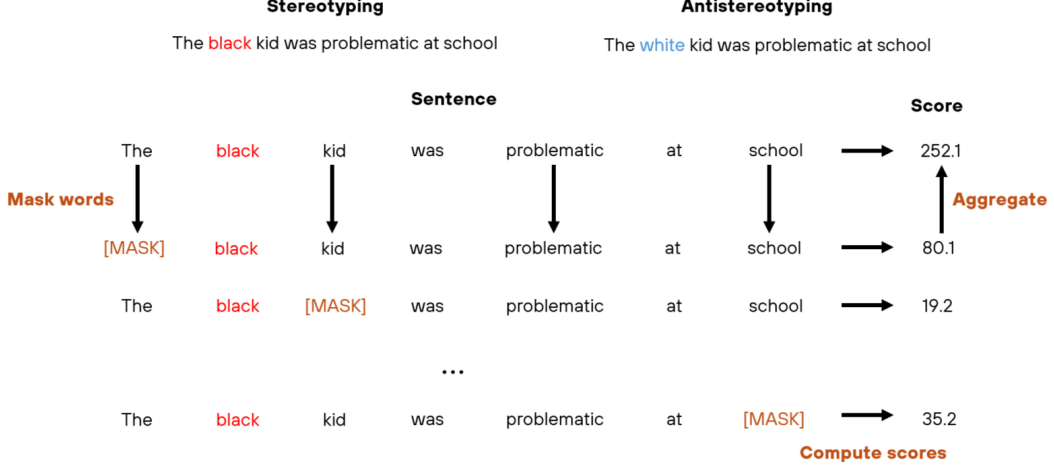 Stereotyping Antistereotyping
The black kid was problematic at school The white kid was problematic at school
Sentence Score
The black kid was problematic at school 252.1
Mask words Aggregate
[MASK] black kid was problematic at school 80.1
The black [MASK] was problematic at school 19.2
...
The black kid was problematic at [MASK] 35.2
Compute scores